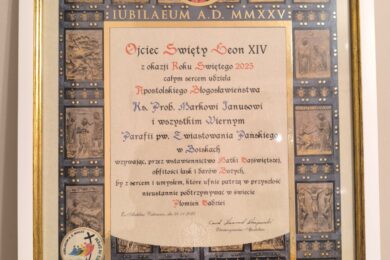 IUBILAEUM A.D. MMXXV
Ojciec Święty Leon XIV
z okazji Roku Świętego 2025
całym sercem udziela
Apostolskiego Błogosławieństwa
Ks. Prob. Markowi Janusowi
i wszystkim Wiernym
Parafii pw. Zwiastowania Pańskiego
w Boiskach
wzywając, przez wstawiennictwo Matki Najświętszej,
obfitości łask i darów Bożych,
by z sercem i umysłem, które ufnie patrzą w przyszłość
nieustannie podtrzymywać w świecie
Płomień Nadziei